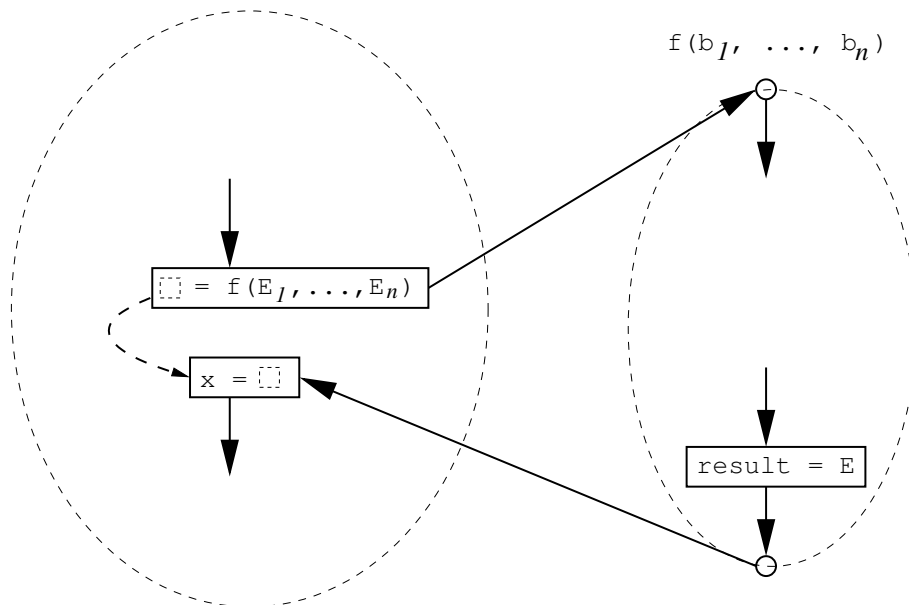 f(b1, ..., bn)
= f(E1,...,En)
x =
result = E